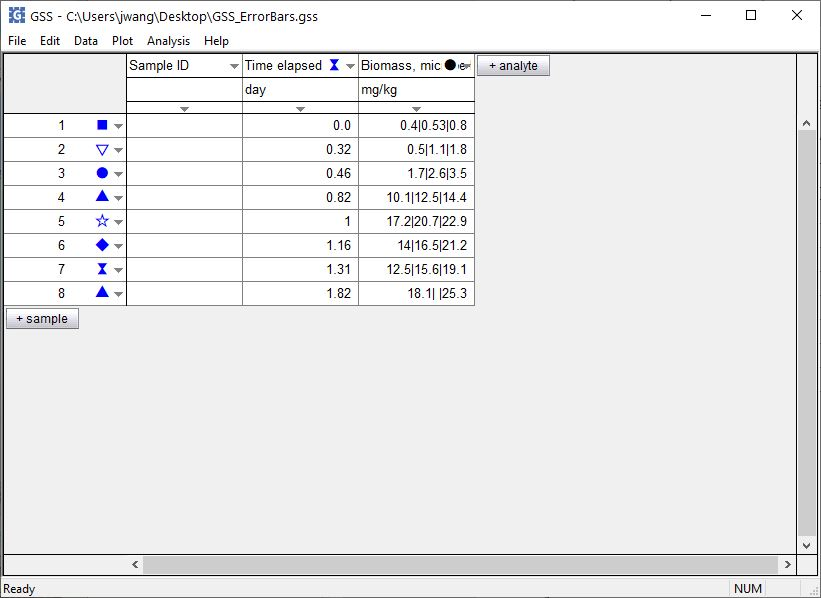 GSS - C:\Users\jwang\Desktop\GSS_ErrorBars.gss
File Edit Data Plot Analysis Help
Sample ID Time elapsed Biomass, mic + analyte
day mg/kg
1 0.0 0.4|0.53|0.8
2 0.32 0.5|1.1|1.8
3 0.46 1.7|2.6|3.5
4 0.82 10.1|12.5|14.4
5 1 17.2|20.7|22.9
6 1.16 14|16.5|21.2
7 1.31 12.5|15.6|19.1
8 1.82 18.1| |25.3
+ sample
Ready NUM